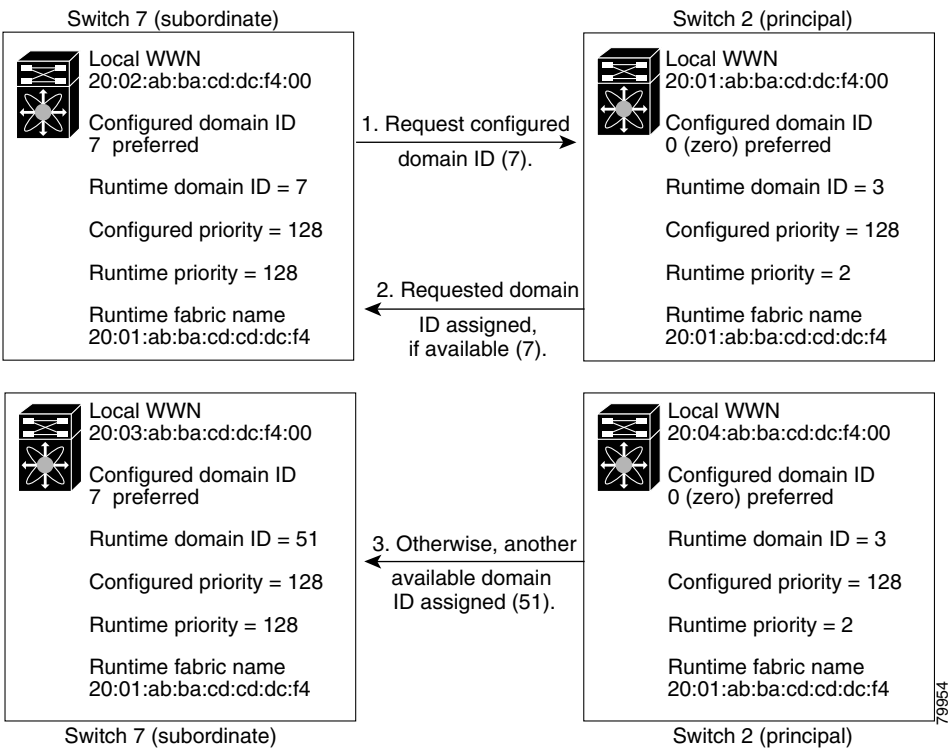 Switch 7 (subordinate)
Local WWN
20:02:ab:ba:cd:dc:f4:00
Configured domain ID
7 preferred
Runtime domain ID = 7
Configured priority = 128
Runtime priority = 128
Runtime fabric name
20:01:ab:ba:cd:cd:dc:f4
1. Request configured
domain ID (7).
2. Requested domain
ID assigned,
if available (7).
Switch 2 (principal)
Local WWN
20:01:ab:ba:cd:dc:f4:00
Configured domain ID
0 (zero) preferred
Runtime domain ID = 3
Configured priority = 128
Runtime priority = 2
Runtime fabric name
20:01:ab:ba:cd:cd:dc:f4
Local WWN
20:03:ab:ba:cd:dc:f4:00
Configured domain ID
7 preferred
Runtime domain ID = 51
Configured priority = 128
Runtime priority = 128
Runtime fabric name
20:01:ab:ba:cd:cd:dc:f4
Switch 7 (subordinate)
3. Otherwise, another
available domain
ID assigned (51).
Local WWN
20:04:ab:ba:cd:dc:f4:00
Configured domain ID
0 (zero) preferred
Runtime domain ID = 3
Configured priority = 128
Runtime priority = 2
Runtime fabric name
20:01:ab:ba:cd:cd:dc:f4
Switch 2 (principal)
79954